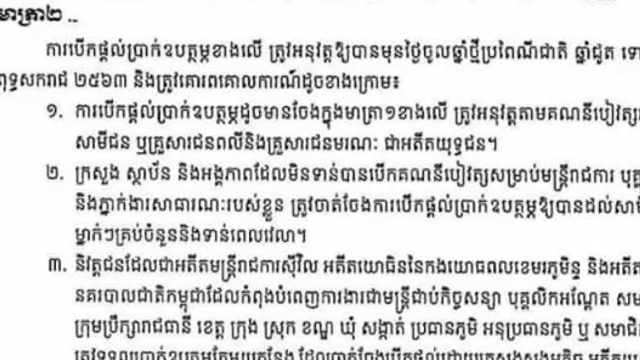 មាត្រា២ ..
ការបើកផ្តល់ប្រាក់ឧបត្ថម្ភខាងលើ ត្រូវអនុវត្តឱ្យបានមុនថ្ងៃចូលឆ្នាំថ្មីប្រពៃណីជាតិ ឆ្នាំជូត ទោ
ពុទ្ធសករាជ ២៥៦៣ និងត្រូវគោរពគោលការណ៍ដូចខាងក្រោម៖
១. ការបើកផ្តល់ប្រាក់ឧបត្ថម្ភដូចមានចែងក្នុងមាត្រា១ខាងលើ ត្រូវអនុវត្តតាមគណនីបៀវត្សរ
សាមីជន ឬគ្រួសារជនពលីនិងគ្រួសារជនមរណៈ ជាអតីតយុទ្ធជន។
២. ក្រសួង ស្ថាប័ន និងអង្គភាពដែលមិនទាន់បានបើកគណនីបៀវត្សសម្រាប់មន្ត្រីរាជការ បុគ្គ
និងភ្នាក់ងារសាធារណៈរបស់ខ្លួន ត្រូវចាត់ចែងការបើកផ្តល់ប្រាក់ឧបត្ថម្ភឱ្យបានដល់សាមី
ម្នាក់ៗគ្រប់ចំនួននិងទាន់ពេលវេលា។
៣. និវត្តជនដែលជាអតីតមន្ត្រីរាជការស៊ីវិល អតីតយោធិននៃកងយោធពលខេមរភូមិន្ទ និងអតីត
នគរបាលជាតិកម្ពុជាដែលកំពុងបំពេញការងារជាមន្ត្រីជាប់កិច្ចសន្យា បុគ្គលិកអណ្តែត សម
ក្រុមប្រឹក្សារាជធានី ខេត្ត ក្រុង ស្រុក ខណ្ឌ ឃុំ សង្កាត់ ប្រធានភូមិ អនុប្រធានភូមិ ឬ សមាជិ